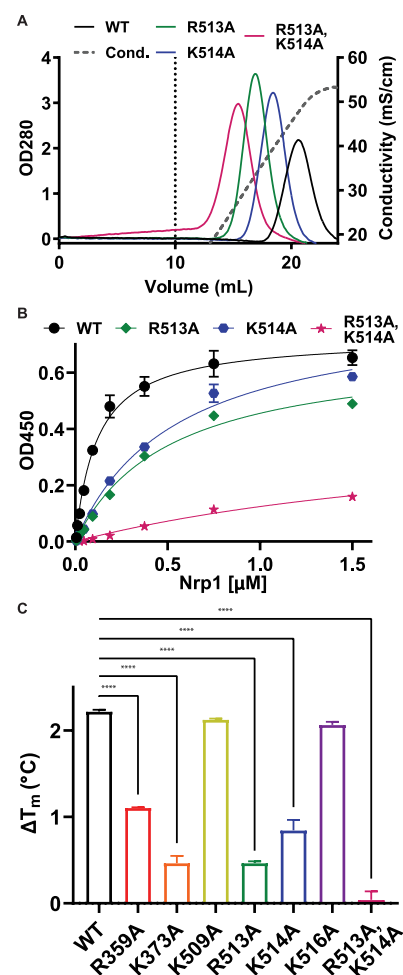 A
WT
R513A
R513A,
K514A
Cond.
K514A
4
3
2
1
0
OD280
60
50
40
30
20
Conductivity (mS/cm)
0
10
20
Volume (mL)
B
WT
R513A
K514A
R513A,
K514A
0.6
0.4
0.2
0.0
OD450
0.0
0.5
1.0
1.5
Nrp1 [µM]
C
****
****
****
****
****
2
1
0
ΔTm (°C)
WT
R359A
K373A
K509A
R513A
K514A
K516A
R513A,
K514A